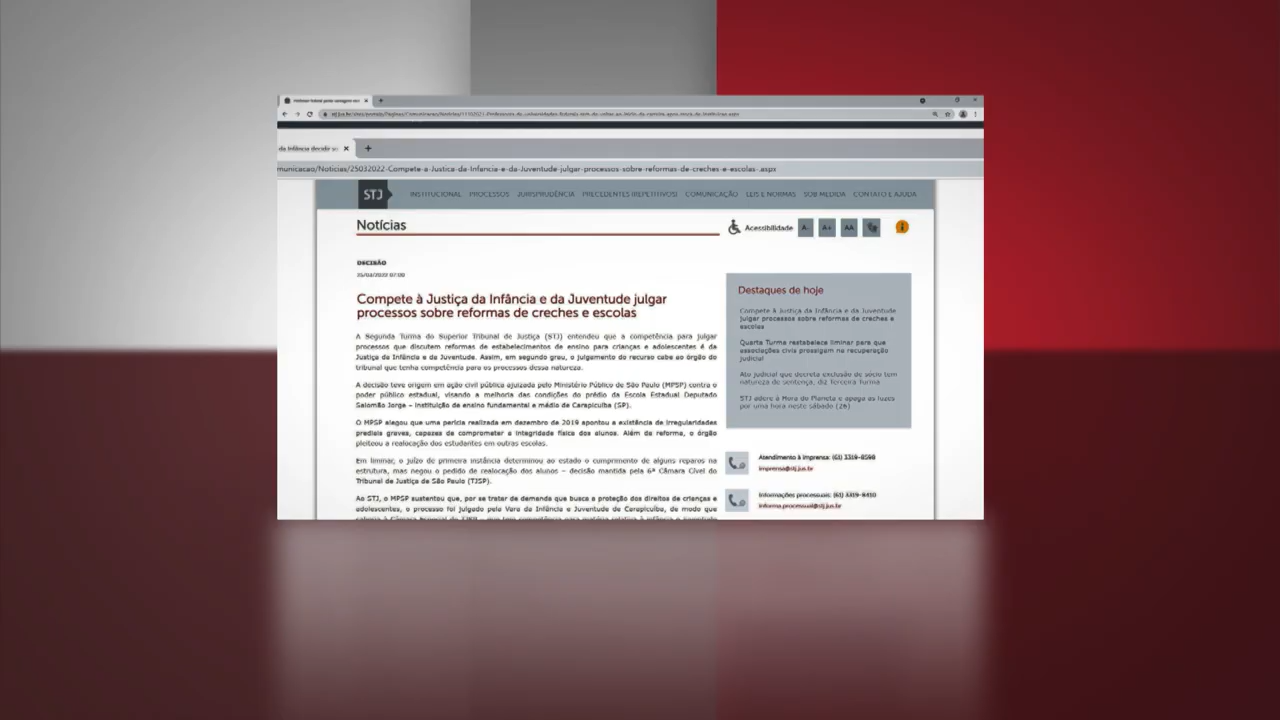 da Infância decidir
municacao/Noticias/25032022-Compete-a-Justica-da-Infancia-e-da-Juventude-julgar-processos-sobre-reformas-de-creches-e-escolas-.aspx
STJ INSTITUCIONAL PROCESSOS JURISPRUDÊNCIA PRECEDENTES (REPETITIVOS) COMUNICAÇÃO LEIS E NORMAS SOB MEDIDA CONTATO E AJUDA
Notícias
Acessibilidade A- A+ AA
DECISÃO
25/03/2022 07:00
Compete à Justiça da Infância e da Juventude julgar
processos sobre reformas de creches e escolas
A Segunda Turma do Superior Tribunal de Justiça (STJ) entendeu que a competência para julgar
processos que discutem reformas de estabelecimentos de ensino para crianças e adolescentes é da
Justiça da Infância e da Juventude. Assim, em segundo grau, o julgamento do recurso cabe ao órgão do
tribunal que tenha competência para os processos dessa natureza.
A decisão teve origem em ação civil pública ajuizada pelo Ministério Público de São Paulo (MPSP) contra o
poder público estadual, visando a melhoria das condições do prédio da Escola Estadual Deputado
Salomão Jorge – instituição de ensino fundamental e médio de Carapicuíba (SP).
O MPSP alegou que uma perícia realizada em dezembro de 2019 apontou a existência de irregularidades
prediais graves, capazes de comprometer a integridade física dos alunos. Além da reforma, o órgão
pleiteou a realocação dos estudantes em outras escolas.
Em liminar, o juízo de primeira instância determinou ao estado o cumprimento de alguns reparos na
estrutura, mas negou o pedido de realocação dos alunos – decisão mantida pela 6ª Câmara Cível do
Tribunal de Justiça de São Paulo (TJSP).
Ao STJ, o MPSP sustentou que, por se tratar de demanda que busca a proteção dos direitos de crianças e
adolescentes, o processo foi julgado pela Vara da Infância e Juventude de Carapicuíba, de modo que
Destaques de hoje
Compete à Justiça da Infância e da Juventude
julgar processos sobre reformas de creches e
escolas
Quarta Turma restabelece liminar para que
associações civis prossigam na recuperação
judicial
Ato judicial que decreta exclusão de sócio tem
natureza de sentença, diz Terceira Turma
STJ adere à Hora do Planeta e apaga as luzes
por uma hora neste sábado (26)
Atendimento à imprensa: (61) 3319-8598
imprensa@stj.jus.br
Informações processuais: (61) 3319-8410
informa.processual@stj.jus.br